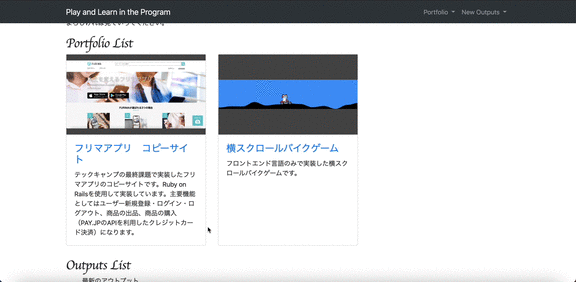 Play and Learn in the Program
Portfolio
New Outputs
Portfolio List
FURIMA
フリマアプリ　コピーサイ
ト
テックキャンプの最終課題で実装したフリ
マアプリのコピーサイトです。Ruby on
Railsを使用して実装しています。主要機能
としてはユーザー新規登録・ログイン・ロ
グアウト、商品の出品、商品の購入
（PAY.JPのAPIを利用したクレジットカー
ド決済）になります。
横スクロールバイクゲーム
フロントエンド言語のみで実装した横スク
ロールバイクゲームです。
Outputs List
最新のアウトプット